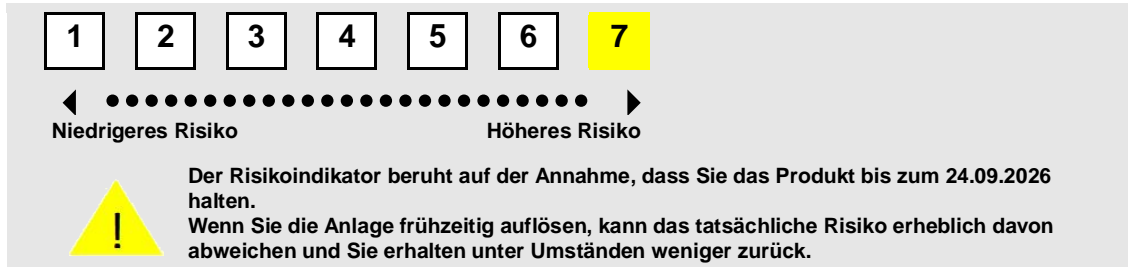 1 2 3 4 5 6 7
Niedrigeres Risiko Höheres Risiko
Der Risikoindikator beruht auf der Annahme, dass Sie das Produkt bis zum 24.09.2026
halten.
Wenn Sie die Anlage frühzeitig auflösen, kann das tatsächliche Risiko erheblich davon
abweichen und Sie erhalten unter Umständen weniger zurück.
!